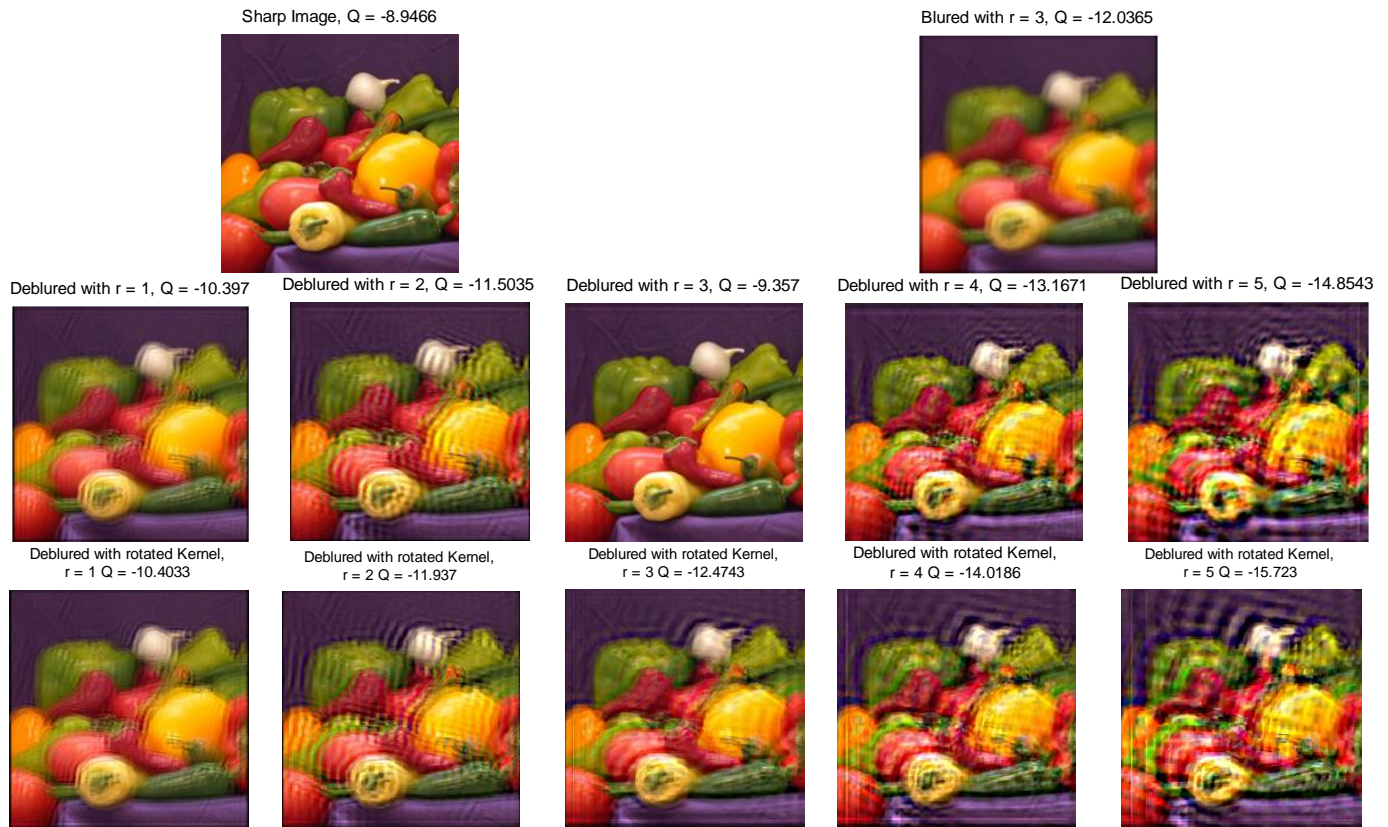 Sharp Image, Q = -8.9466
Blured with r = 3, Q = -12.0365
Deblured with r = 1, Q = -10.397
Deblured with r = 2, Q = -11.5035
Deblured with r = 3, Q = -9.357
Deblured with r = 4, Q = -13.1671
Deblured with r = 5, Q = -14.8543
Deblured with rotated Kernel,
r = 1 Q = -10.4033
Deblured with rotated Kernel,
r = 2 Q = -11.937
Deblured with rotated Kernel,
r = 3 Q = -12.4743
Deblured with rotated Kernel,
r = 4 Q = -14.0186
Deblured with rotated Kernel,
r = 5 Q = -15.723